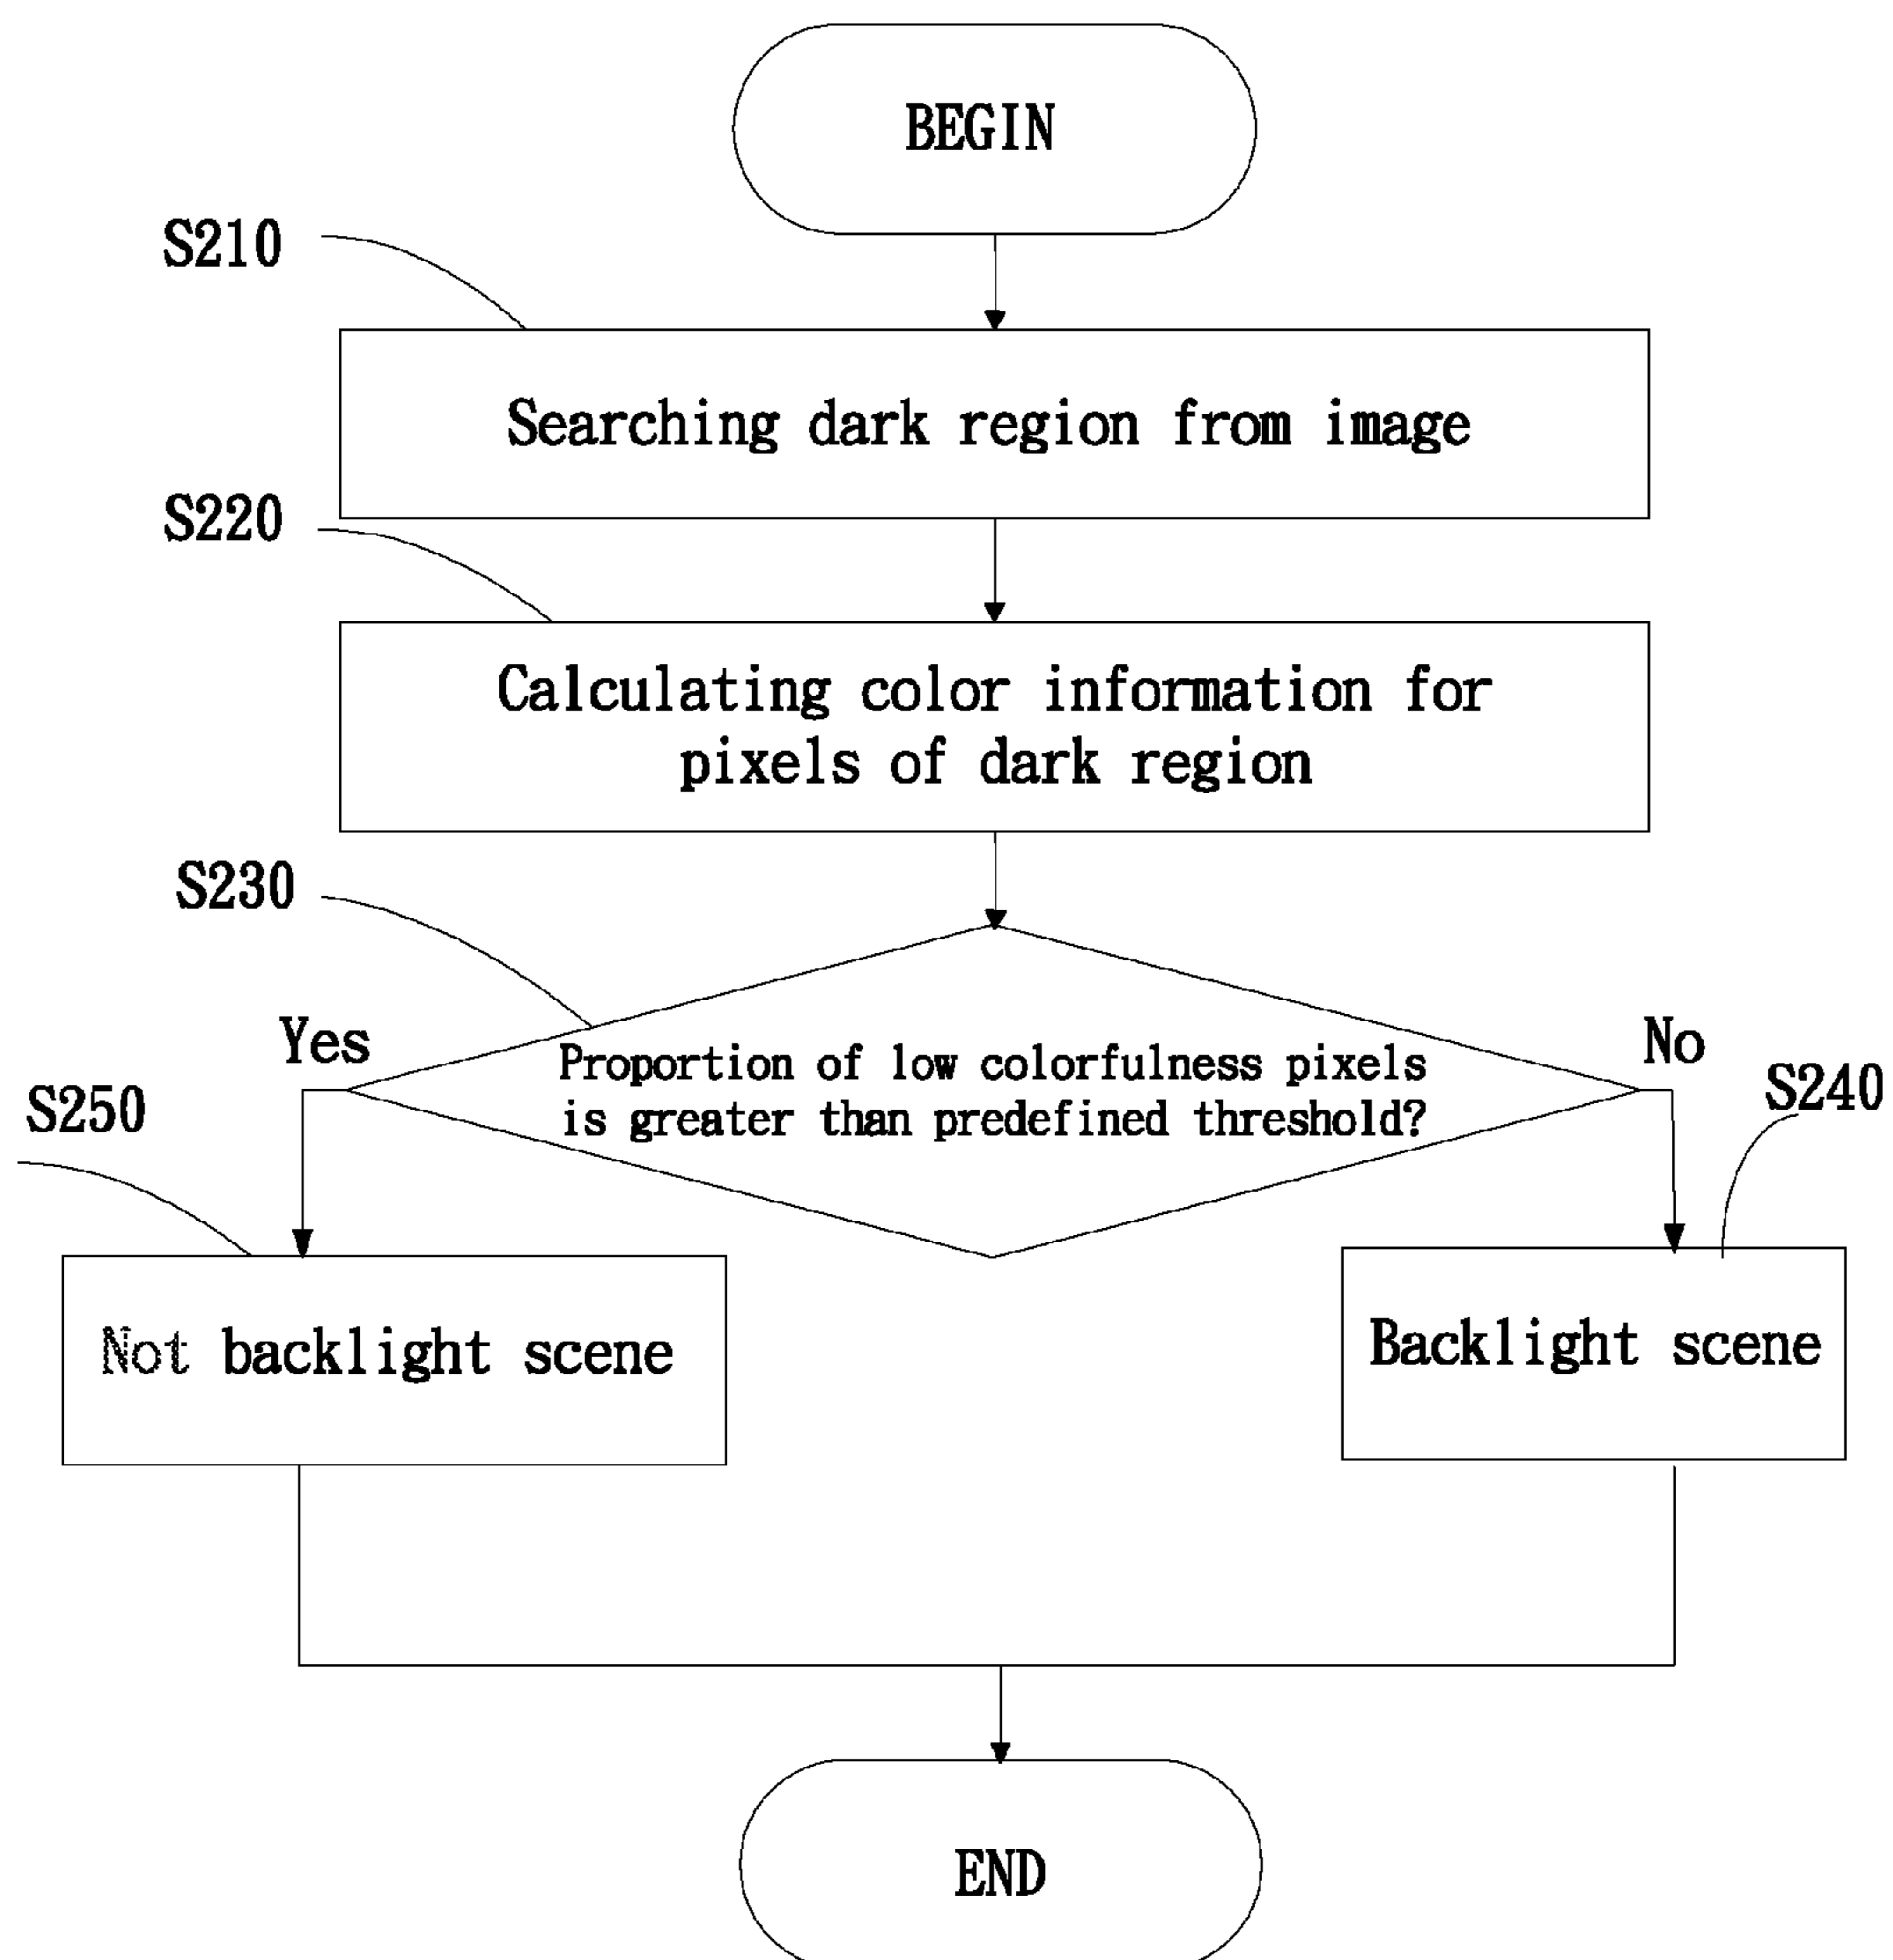 BEGIN
S210
Searching dark region from image
S220
Calculating color information for
pixels of dark region
S230
Yes
No
Proportion of low colorfulness pixels
is greater than predefined threshold?
S250
S240
Not backlight scene
Backlight scene
END